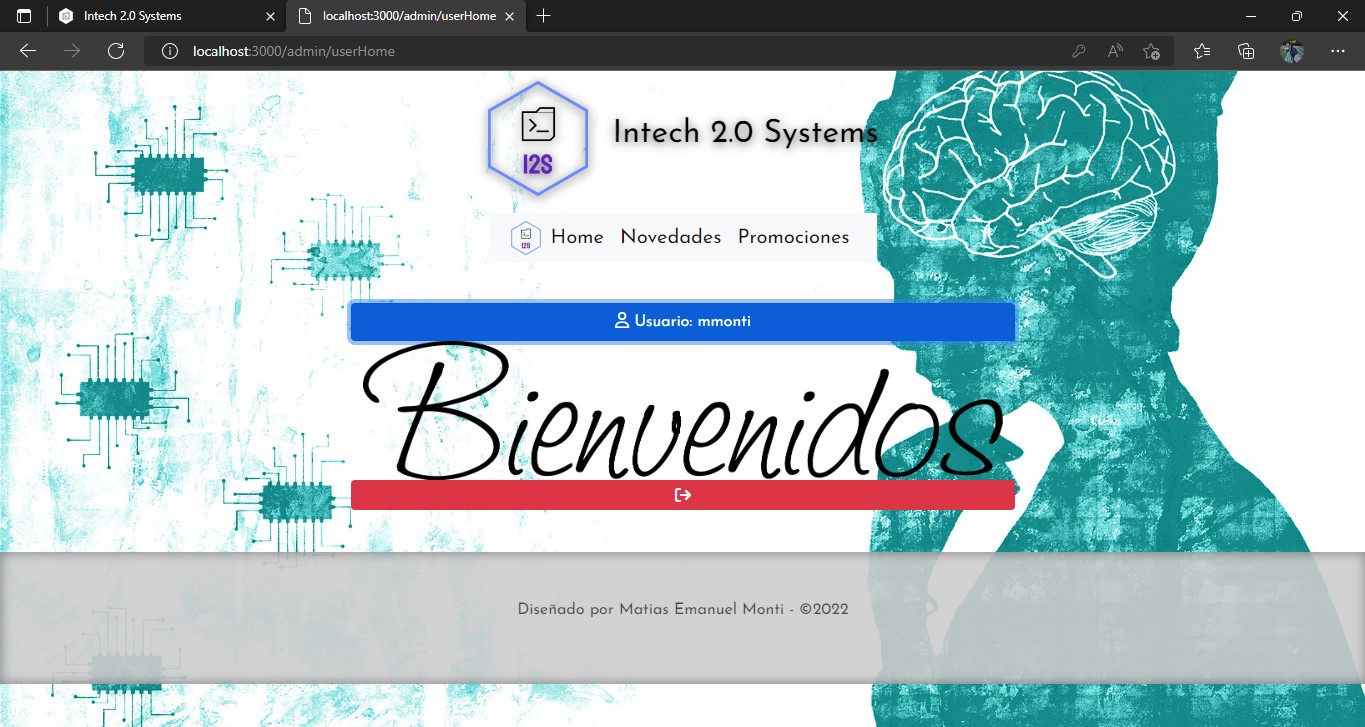 Intech 2.0 Systems
localhost:3000/admin/userHome
localhost:3000/admin/userHome
I2S
Intech 2.0 Systems
I2S
Home Novedades Promociones
Usuario: mmonti
Bienvenidos
Diseñado por Matias Emanuel Monti - ©2022